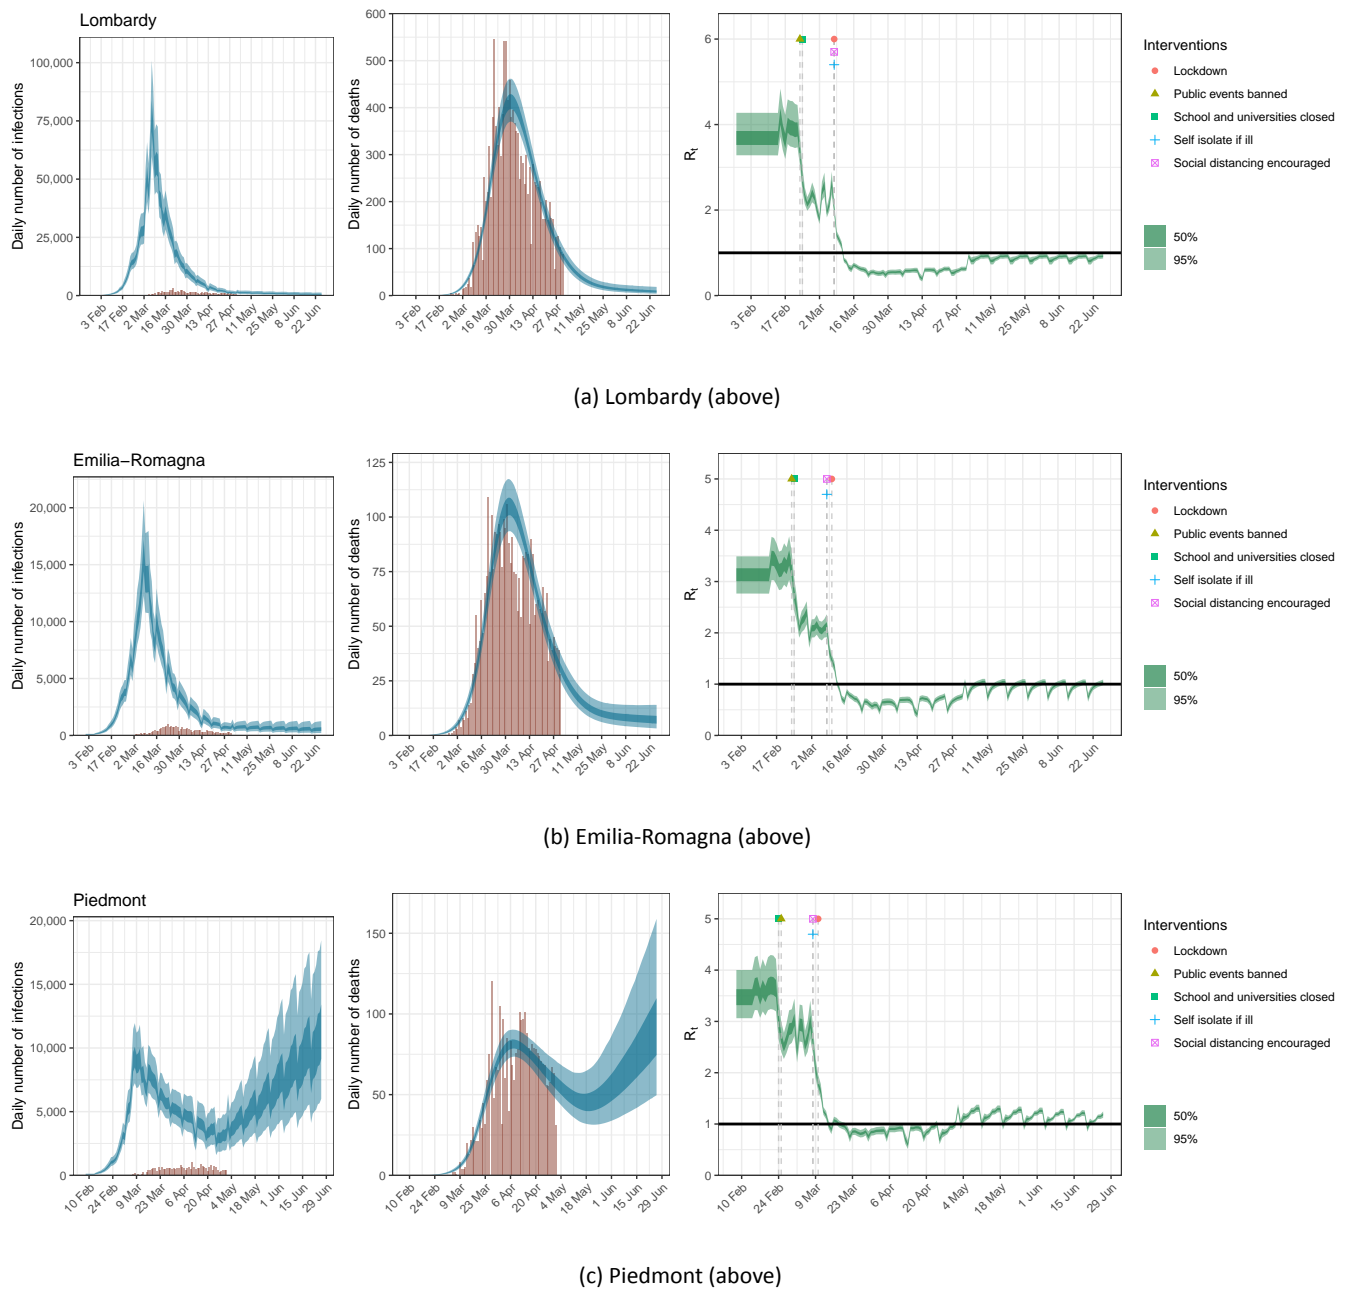 Lombardy
Daily number of infections
100,000
75,000
50,000
25,000
0
3 Feb
17 Feb
2 Mar
16 Mar
30 Mar
13 Apr
27 Apr
11 May
25 May
8 Jun
22 Jun
Daily number of deaths
600
500
400
300
200
100
0
3 Feb
17 Feb
2 Mar
16 Mar
30 Mar
13 Apr
27 Apr
11 May
25 May
8 Jun
22 Jun
Rt
6
4
2
0
3 Feb
17 Feb
2 Mar
16 Mar
30 Mar
13 Apr
27 Apr
11 May
25 May
8 Jun
22 Jun
Interventions
Lockdown
Public events banned
School and universities closed
Self isolate if ill
Social distancing encouraged
50%
95%
(a) Lombardy (above)
Emilia−Romagna
Daily number of infections
20,000
15,000
10,000
5,000
0
3 Feb
17 Feb
2 Mar
16 Mar
30 Mar
13 Apr
27 Apr
11 May
25 May
8 Jun
22 Jun
Daily number of deaths
125
100
75
50
25
0
3 Feb
17 Feb
2 Mar
16 Mar
30 Mar
13 Apr
27 Apr
11 May
25 May
8 Jun
22 Jun
Rt
5
4
3
2
1
0
3 Feb
17 Feb
2 Mar
16 Mar
30 Mar
13 Apr
27 Apr
11 May
25 May
8 Jun
22 Jun
Interventions
Lockdown
Public events banned
School and universities closed
Self isolate if ill
Social distancing encouraged
50%
95%
(b) Emilia-Romagna (above)
Piedmont
Daily number of infections
20,000
15,000
10,000
5,000
0
10 Feb
24 Feb
9 Mar
23 Mar
6 Apr
20 Apr
4 May
18 May
1 Jun
15 Jun
29 Jun
Daily number of deaths
150
100
50
0
10 Feb
24 Feb
9 Mar
23 Mar
6 Apr
20 Apr
4 May
18 May
1 Jun
15 Jun
29 Jun
Rt
5
4
3
2
1
0
10 Feb
24 Feb
9 Mar
23 Mar
6 Apr
20 Apr
4 May
18 May
1 Jun
15 Jun
29 Jun
Interventions
Lockdown
Public events banned
School and universities closed
Self isolate if ill
Social distancing encouraged
50%
95%
(c) Piedmont (above)